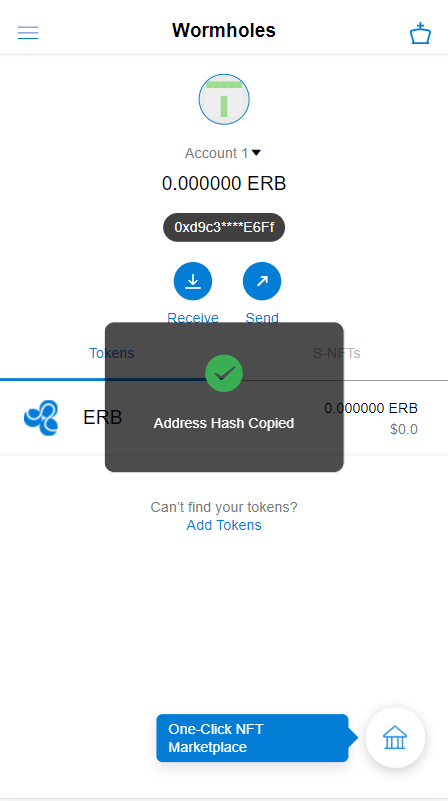 Wormholes
Account 1
0.000000 ERB
0xd9c3****E6Ff
Receive
Send
Tokens
S-NFTs
Address Hash Copied
ERB
0.000000 ERB
$0.0
Can't find your tokens?
Add Tokens
One-Click NFT
Marketplace